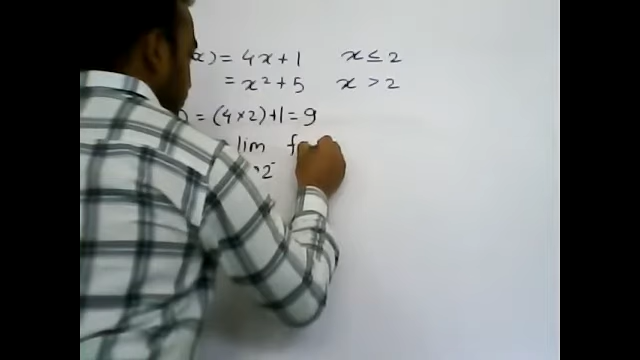 x) = 4x+1 x ≤ 2
= x² + 5 x > 2
) = (4×2)+1 = 9
lim f
2⁻